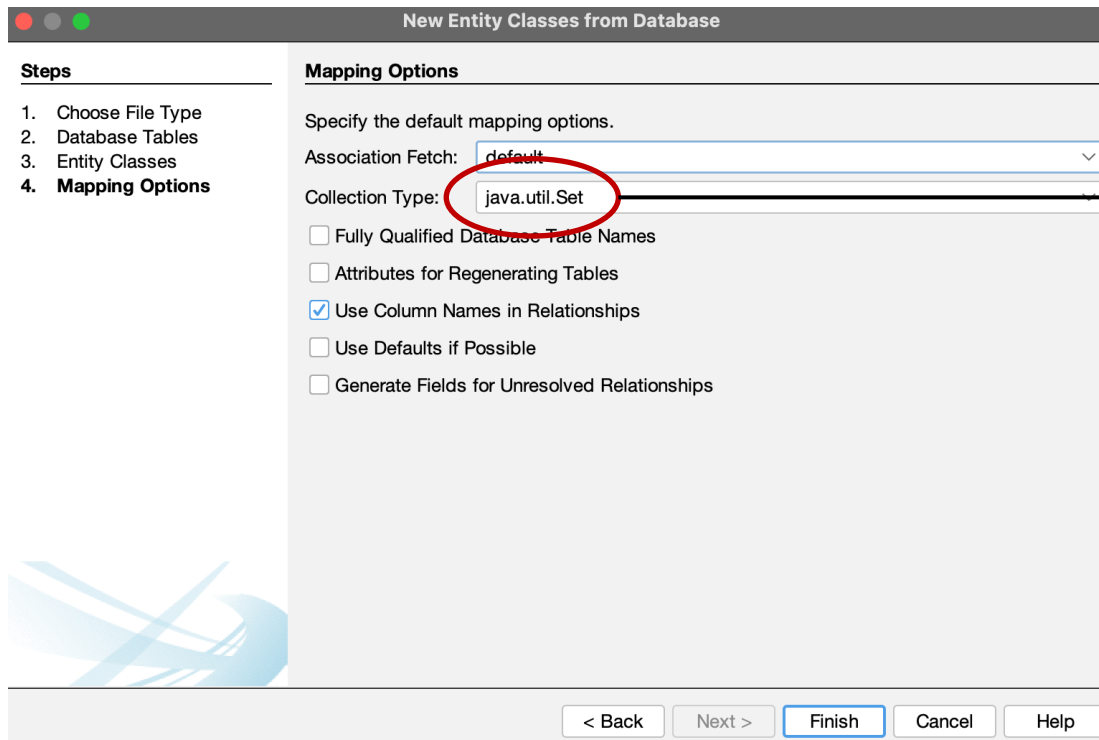 New Entity Classes from Database
Steps
1. Choose File Type
2. Database Tables
3. Entity Classes
4. Mapping Options
Mapping Options
Specify the default mapping options.
Association Fetch: default
Collection Type: java.util.Set
Fully Qualified Database Table Names
Attributes for Regenerating Tables
Use Column Names in Relationships
Use Defaults if Possible
Generate Fields for Unresolved Relationships
< Back Next > Finish Cancel Help